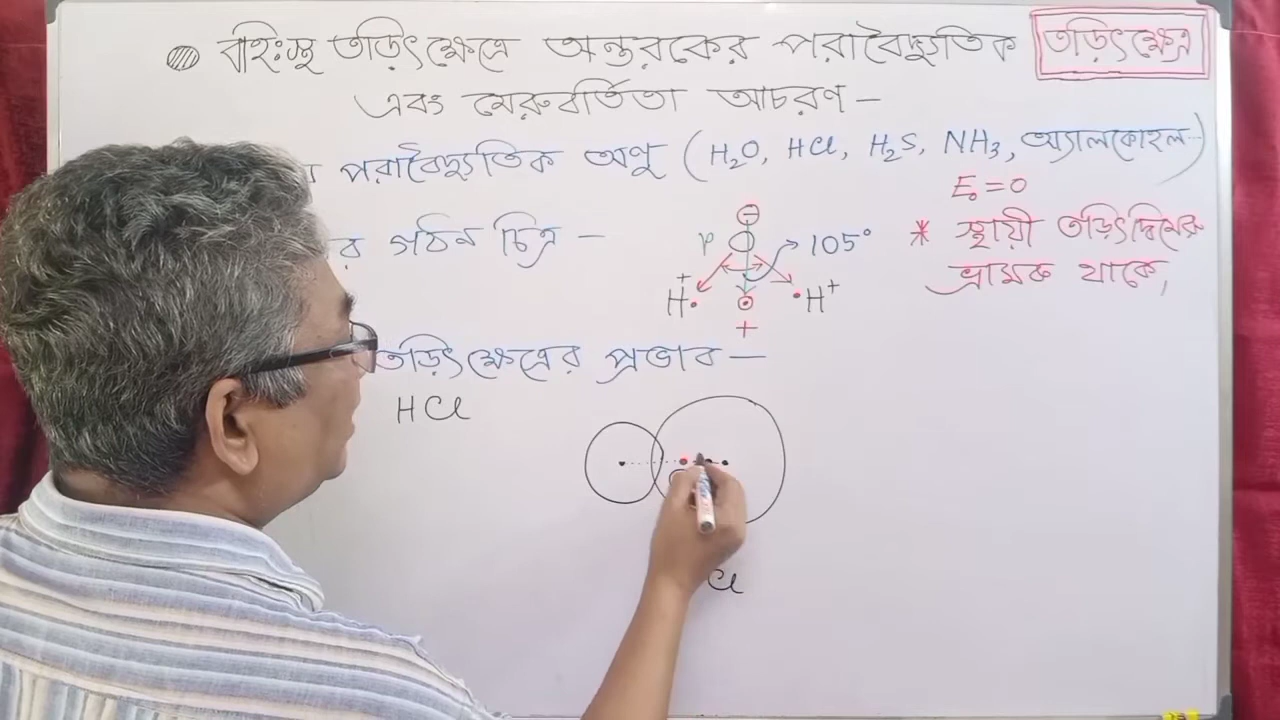 বহিঃস্থ তড়িৎক্ষেত্রে অন্তরকের পরাবৈদ্যুতিক
তড়িৎক্ষেত্র
এবং মেরুবর্তিতা আচরণ –
পরাবৈদ্যুতিক অণু (H₂O, HCl, H₂S, NH₃, অ্যালকোহল-)
E₀ = 0
র গঠন চিত্র –
−
p
105°
* স্থায়ী তড়িৎদ্বিমেরু
ভ্রামক থাকে,
H⁺
H⁺
+
তড়িৎক্ষেত্রের প্রভাব –
HCl
Cl